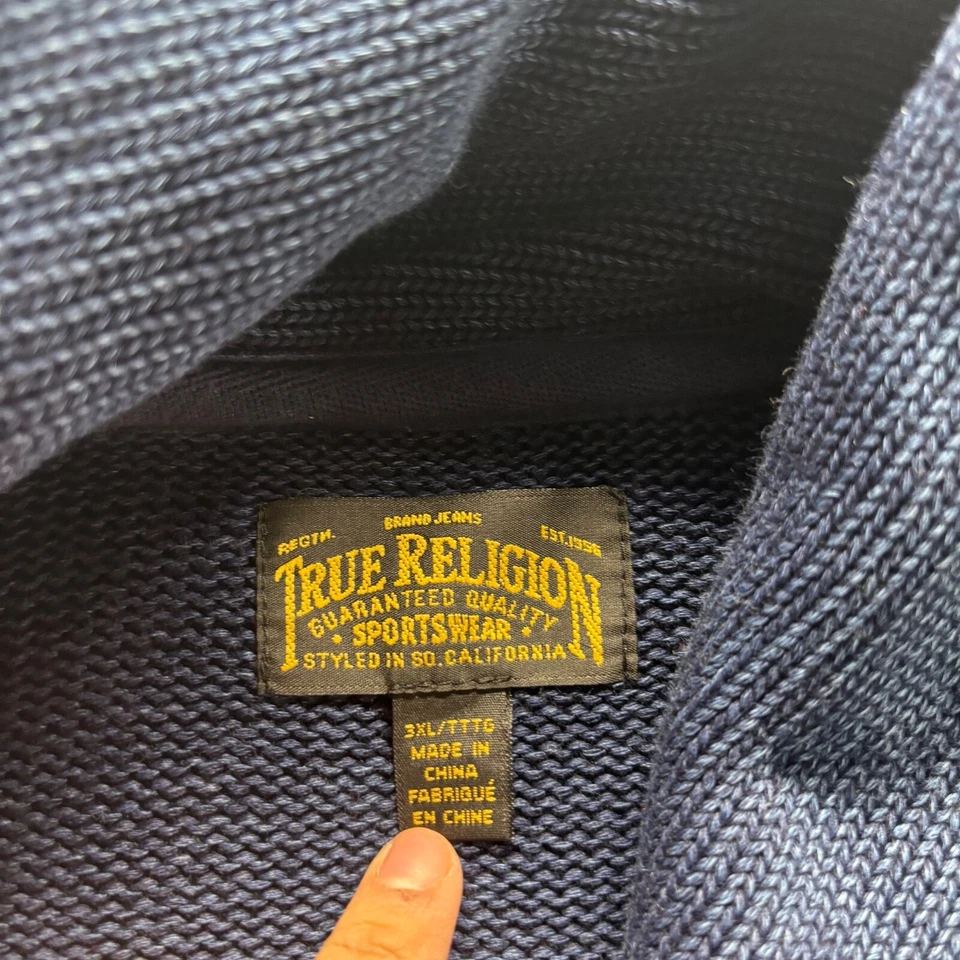 BRAND JEANS
REGTM. EST.1996
TRUE RELIGION
GUARANTEED QUALITY
• SPORTSWEAR •
STYLED IN SO. CALIFORNIA
3XL/TTTG
MADE IN
CHINA
FABRIQUÉ
EN CHINE